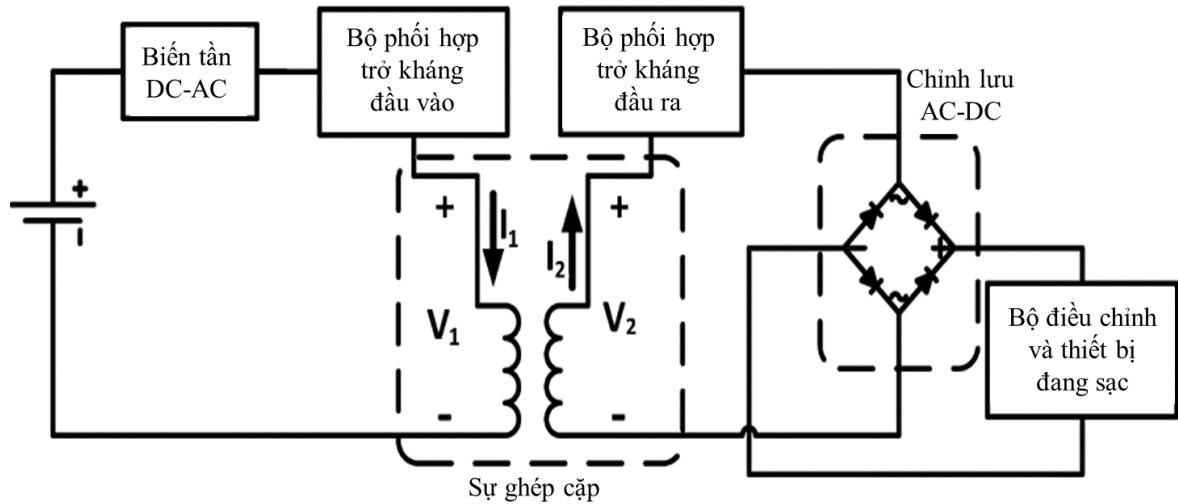 Biến tần
DC-AC
Bộ phối hợp
trở kháng
đầu vào
Bộ phối hợp
trở kháng
đầu ra
Chỉnh lưu
AC-DC
+
-
+
I₁
I₂
+
V₁
V₂
-
-
~
-
+
~
Bộ điều chỉnh
và thiết bị
đang sạc
Sự ghép cặp